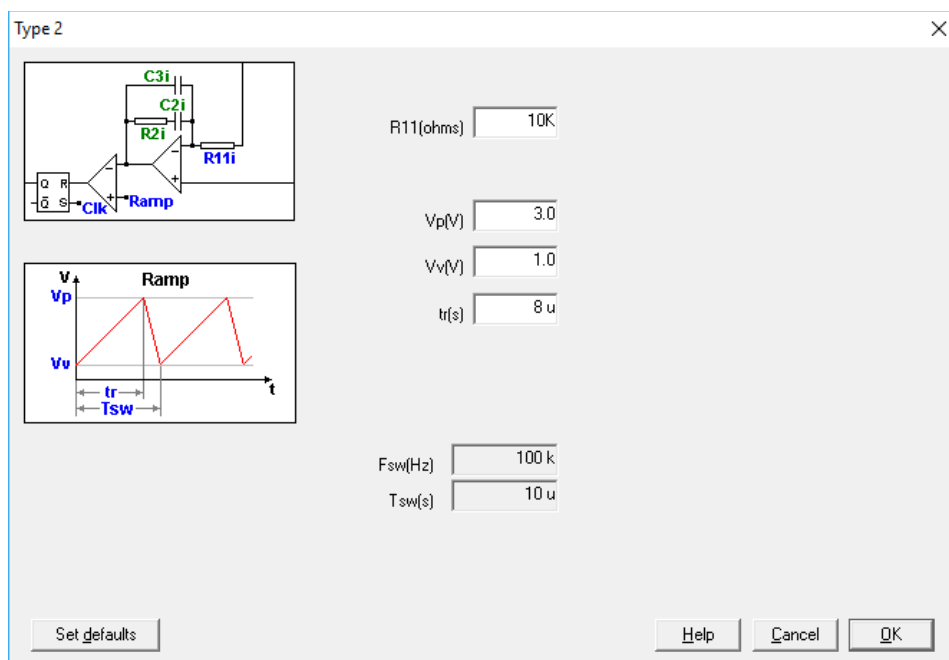 Type 2
C3i
C2i
R2i
R11i
Q R
Q S
Clk
Ramp
V
Ramp
Vp
Vv
tr
Tsw
t
R11(ohms) 10K
Vp(V) 3.0
Vv(V) 1.0
tr(s) 8 u
Fsw(Hz) 100 k
Tsw(s) 10 u
Set defaults
Help
Cancel
OK